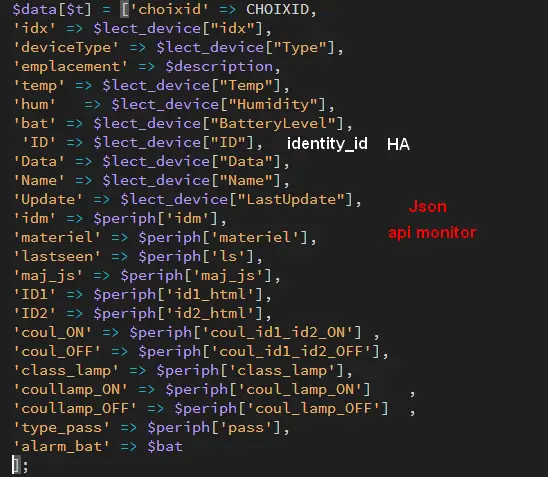 $data[$t] = ['choixid' => CHOIXID,
'idx' => $lect_device["idx"],
'deviceType' => $lect_device["Type"],
'emplacement' => $description,
'temp' => $lect_device["Temp"],
'hum'   => $lect_device["Humidity"],
'bat' => $lect_device["BatteryLevel"],
'ID' => $lect_device["ID"], identity_id HA
'Data' => $lect_device["Data"],
'Name' => $lect_device["Name"],
'Update' => $lect_device["LastUpdate"],
Json
'idm' => $periph['idm'],
'materiel' => $periph['materiel'],
api monitor
'lastseen' => $periph['ls'],
'maj_js' => $periph['maj_js'],
'ID1' => $periph['id1_html'],
'ID2' => $periph['id2_html'],
'coul_ON' => $periph['coul_id1_id2_ON'] ,
'coul_OFF' => $periph['coul_id1_id2_OFF'],
'class_lamp' => $periph['class_lamp'],
'coullamp_ON' => $periph['coul_lamp_ON']    ,
'coullamp_OFF' => $periph['coul_lamp_OFF']  ,
'type_pass' => $periph['pass'],
'alarm_bat' => $bat
];